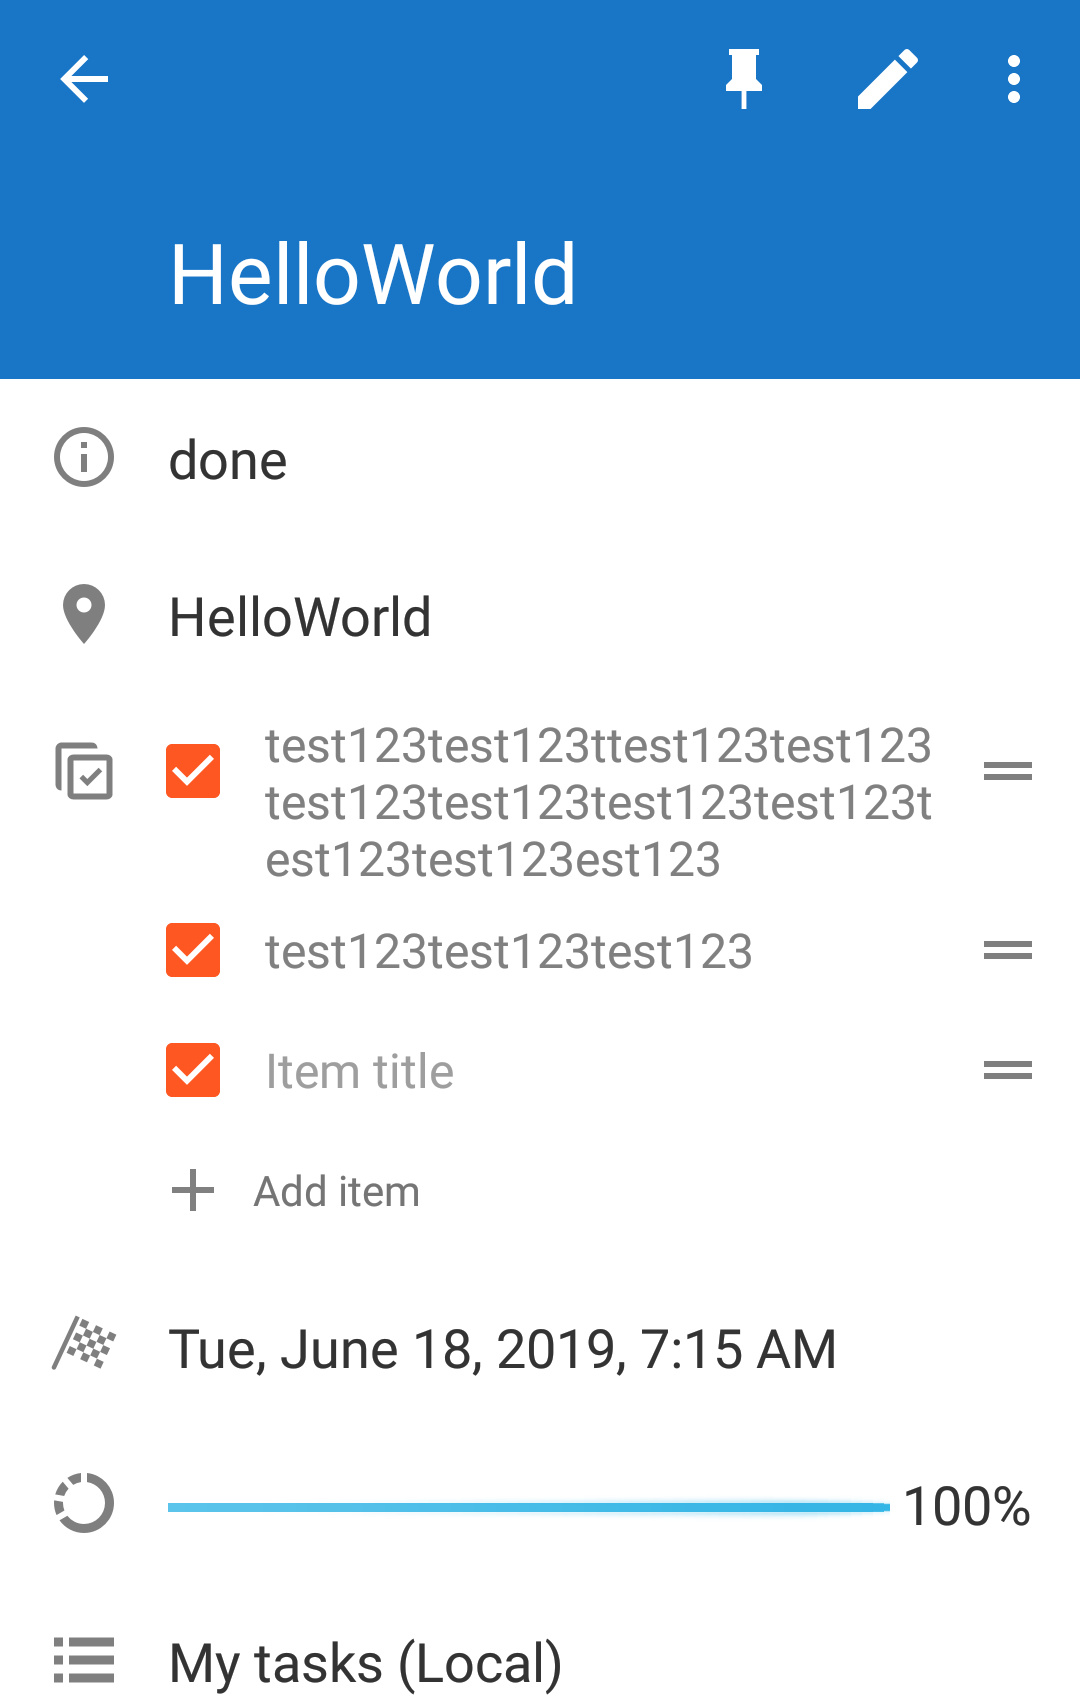 HelloWorld
done
HelloWorld
test123test123ttest123test123
test123test123test123test123t
est123test123est123
test123test123test123
Item title
Add item
Tue, June 18, 2019, 7:15 AM
100%
My tasks (Local)